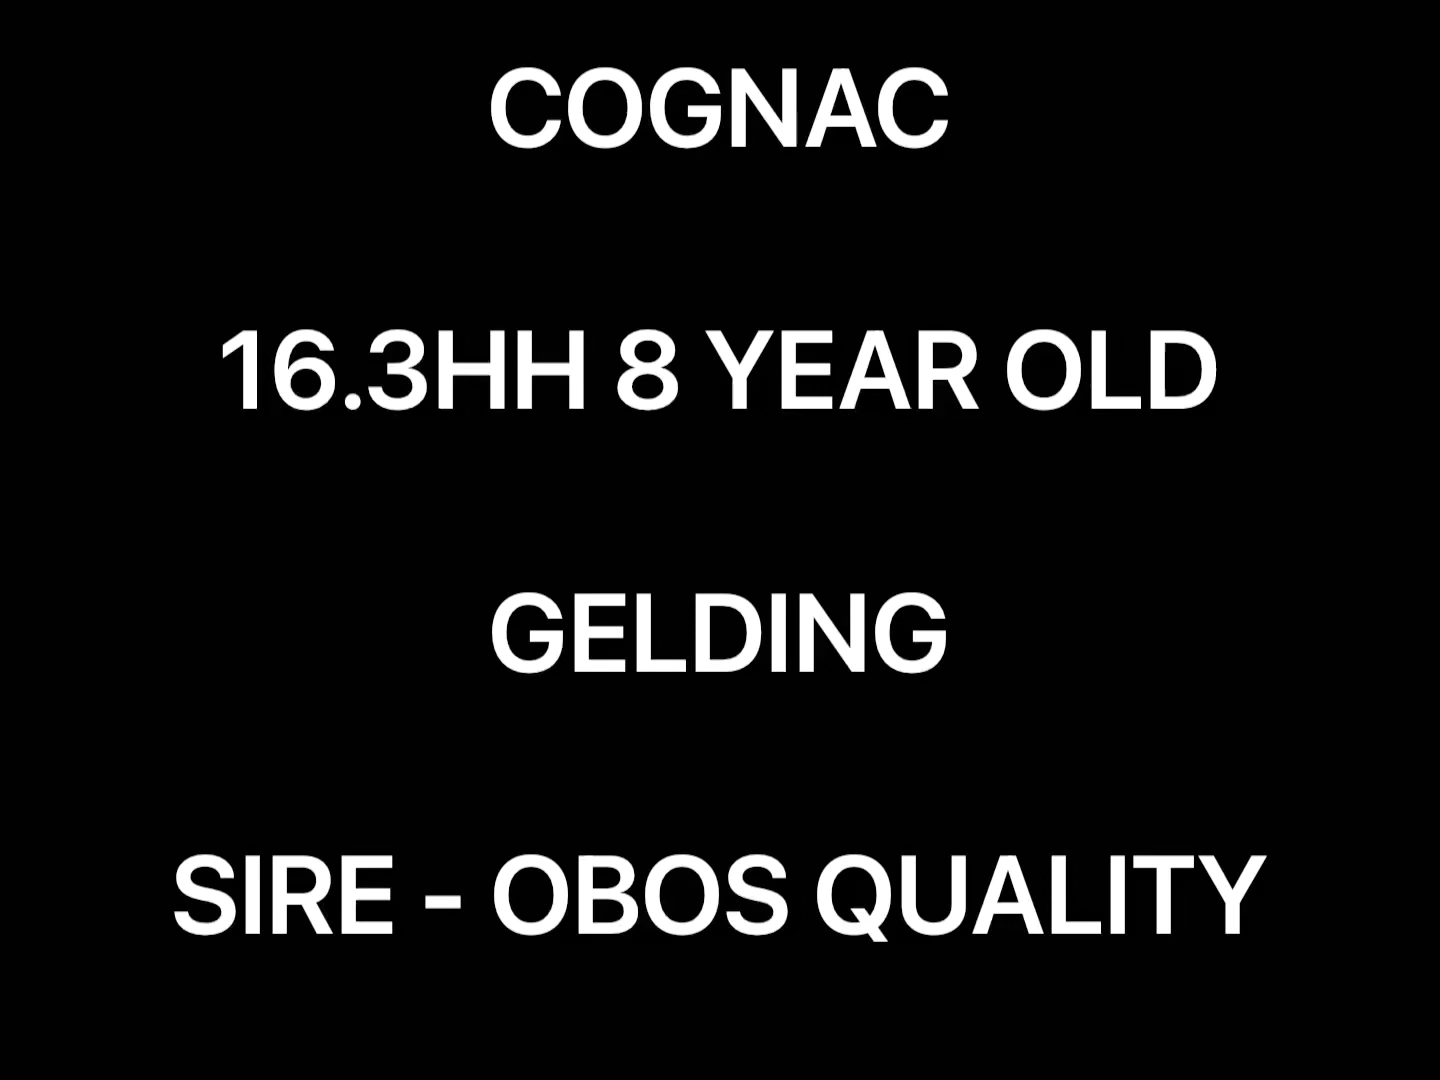 COGNAC
16.3HH 8 YEAR OLD
GELDING
SIRE - OBOS QUALITY